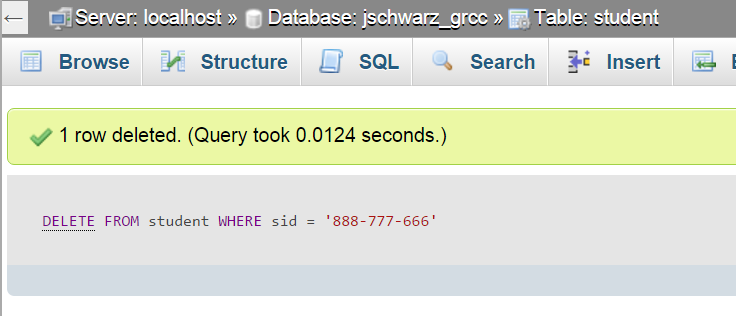 ← Server: localhost » Database: jschwarz_grcc » Table: student
Browse Structure SQL Search Insert
1 row deleted. (Query took 0.0124 seconds.)
DELETE FROM student WHERE sid = '888-777-666'